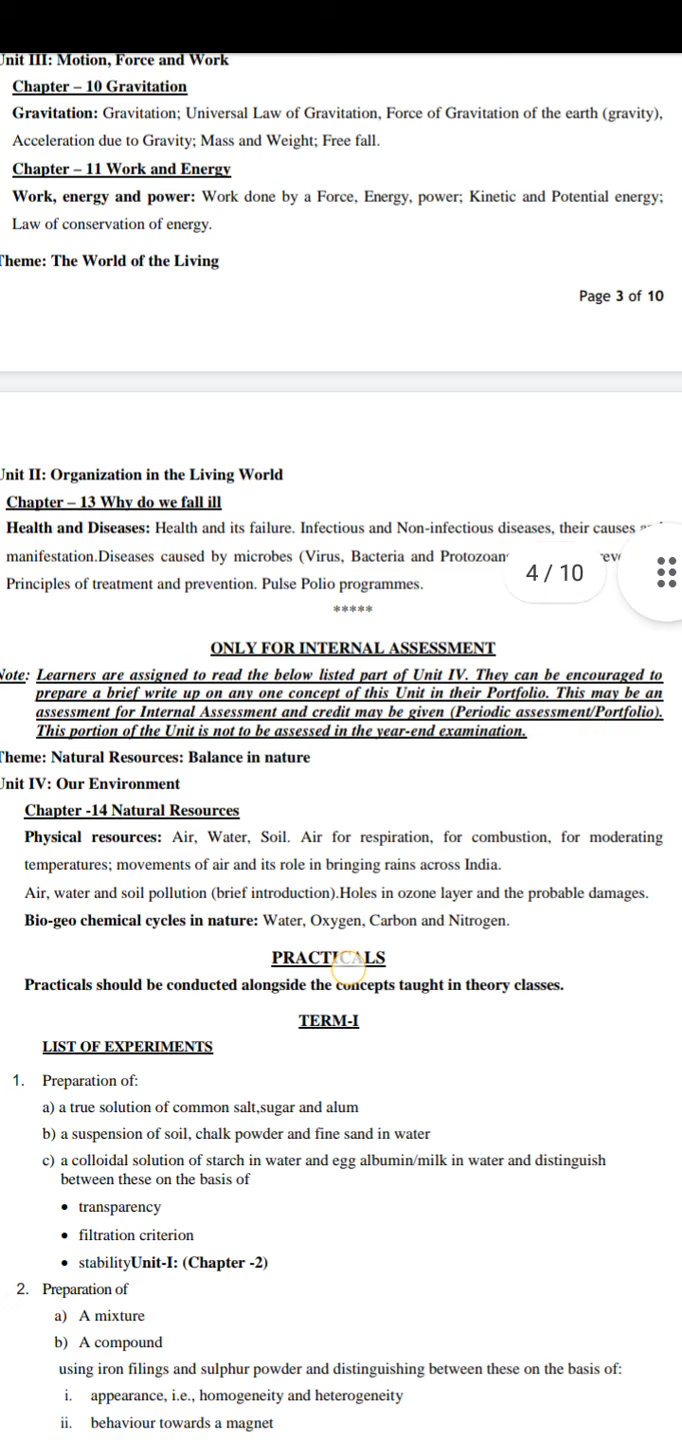 Unit III: Motion, Force and Work
Chapter – 10 Gravitation
Gravitation: Gravitation; Universal Law of Gravitation, Force of Gravitation of the earth (gravity),
Acceleration due to Gravity; Mass and Weight; Free fall.
Chapter – 11 Work and Energy
Work, energy and power: Work done by a Force, Energy, power; Kinetic and Potential energy;
Law of conservation of energy.
Theme: The World of the Living
Page 3 of 10
Unit II: Organization in the Living World
Chapter – 13 Why do we fall ill
Health and Diseases: Health and its failure. Infectious and Non-infectious diseases, their causes
manifestation.Diseases caused by microbes (Virus, Bacteria and
4 / 10
Principles of treatment and prevention. Pulse Polio programmes.
*****
ONLY FOR INTERNAL ASSESSMENT
Note: Learners are assigned to read the below listed part of Unit IV. They can be encouraged to
prepare a brief write up on any one concept of this Unit in their Portfolio. This may be an
assessment for Internal Assessment and credit may be given (Periodic assessment/Portfolio).
This portion of the Unit is not to be assessed in the year-end examination.
Theme: Natural Resources: Balance in nature
Unit IV: Our Environment
Chapter -14 Natural Resources
Physical resources: Air, Water, Soil. Air for respiration, for combustion, for moderating
temperatures; movements of air and its role in bringing rains across India.
Air, water and soil pollution (brief introduction).Holes in ozone layer and the probable damages.
Bio-geo chemical cycles in nature: Water, Oxygen, Carbon and Nitrogen.
PRACTICALS
Practicals should be conducted alongside the concepts taught in theory classes.
TERM-I
LIST OF EXPERIMENTS
1. Preparation of:
a) a true solution of common salt,sugar and alum
b) a suspension of soil, chalk powder and fine sand in water
c) a colloidal solution of starch in water and egg albumin/milk in water and distinguish
between these on the basis of
• transparency
• filtration criterion
• stabilityUnit-I: (Chapter -2)
2. Preparation of
a) A mixture
b) A compound
using iron filings and sulphur powder and distinguishing between these on the basis of:
i. appearance, i.e., homogeneity and heterogeneity
ii. behaviour towards a magnet